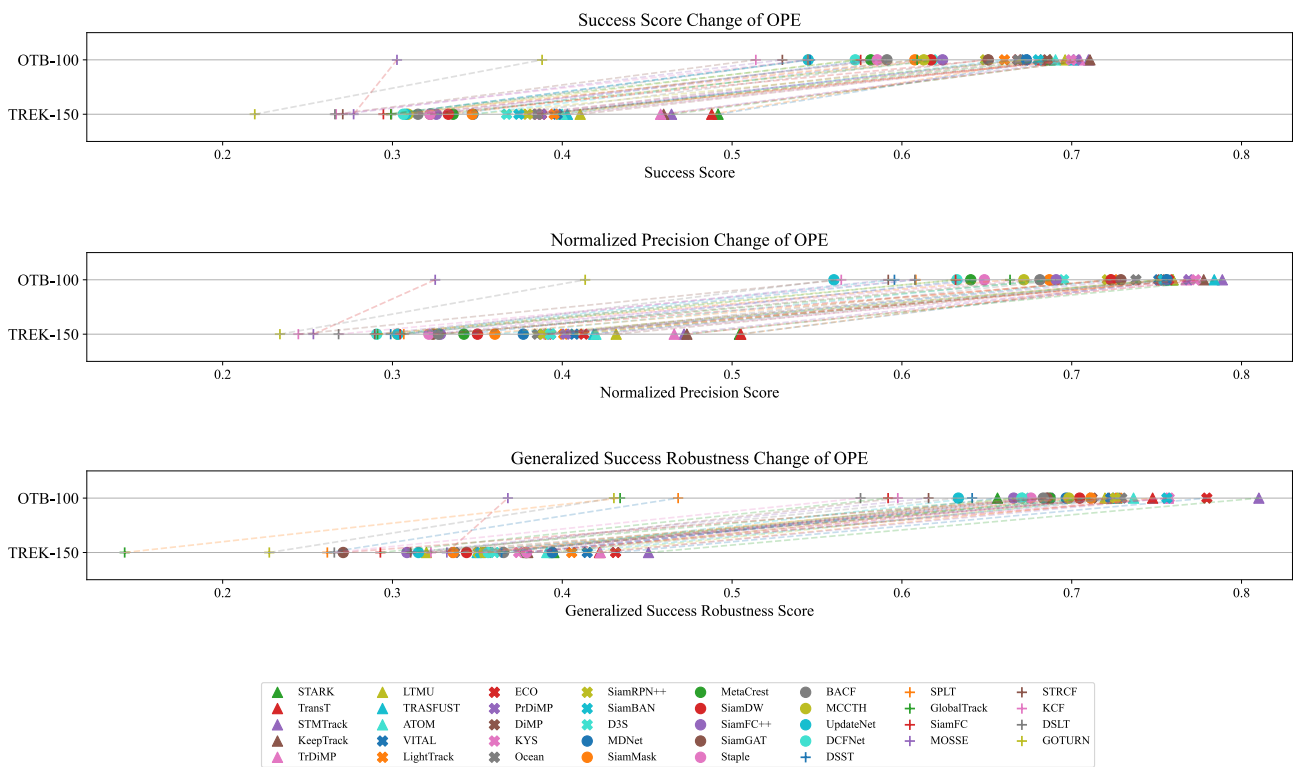 Success Score Change of OPE
OTB-100
TREK-150
0.2 0.3 0.4 0.5 0.6 0.7 0.8
Success Score
Normalized Precision Change of OPE
OTB-100
TREK-150
0.2 0.3 0.4 0.5 0.6 0.7 0.8
Normalized Precision Score
Generalized Success Robustness Change of OPE
OTB-100
TREK-150
0.2 0.3 0.4 0.5 0.6 0.7 0.8
Generalized Success Robustness Score
STARK LTMU ECO SiamRPN++ MetaCrest BACF SPLT STRCF
TransT TRASFUST PrDiMP SiamBAN SiamDW MCCTH GlobalTrack KCF
STMTrack ATOM DiMP D3S SiamFC++ UpdateNet SiamFC DSLT
KeepTrack VITAL KYS MDNet SiamGAT DCFNet MOSSE GOTURN
TrDiMP LightTrack Ocean SiamMask Staple DSST